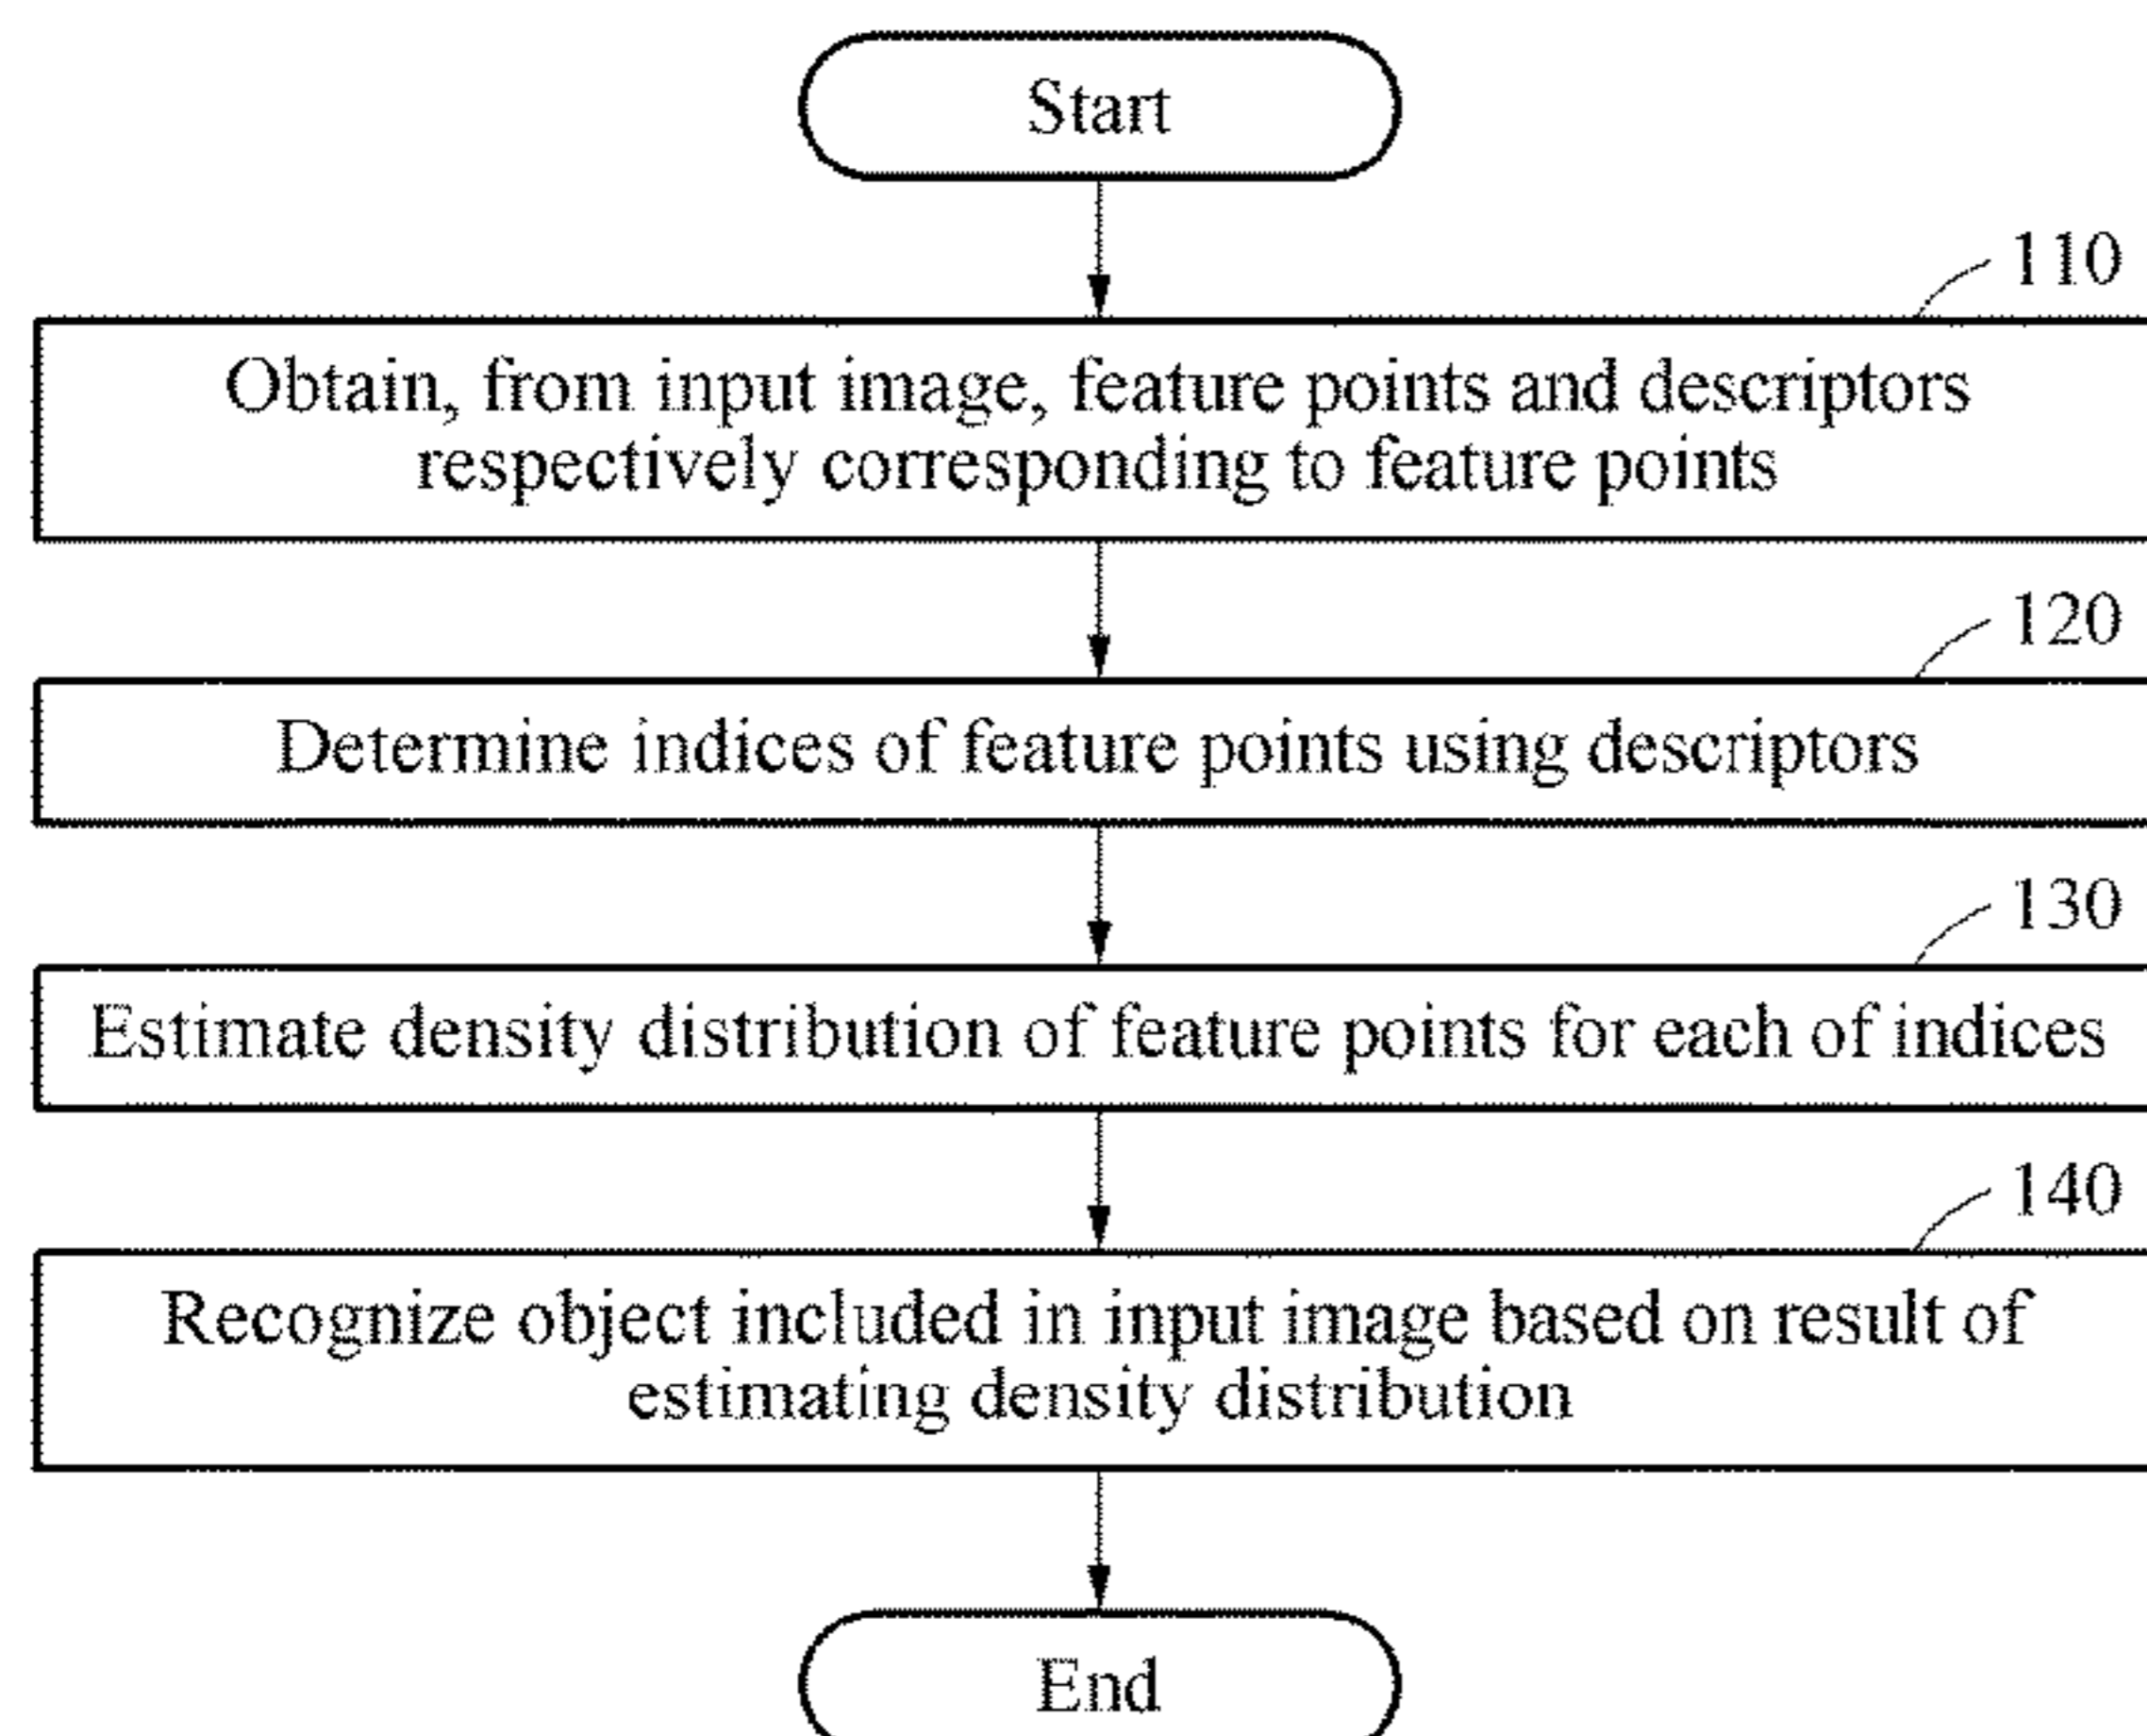 Start
110
Obtain, from input image, feature points and descriptors
respectively corresponding to feature points
120
Determine indices of feature points using descriptors
130
Estimate density distribution of feature points for each of indices
140
Recognize object included in input image based on result of
estimating density distribution
End